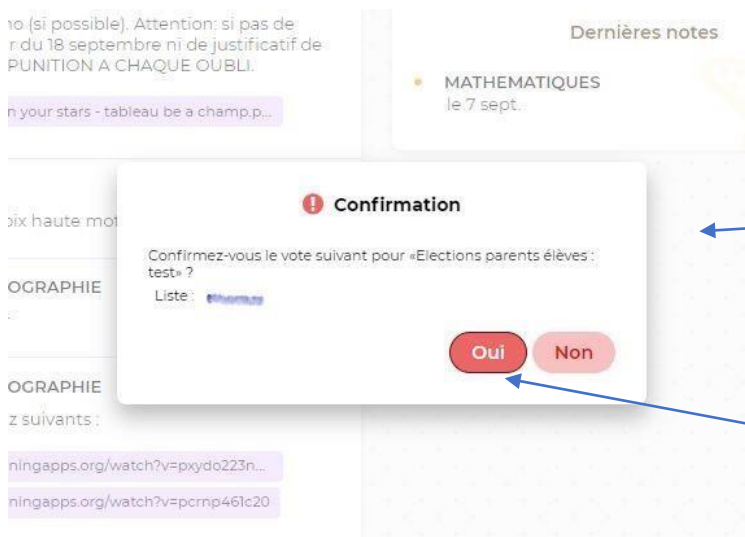 no (si possible). Attention: si pas de
r du 18 septembre ni de justificatif de
PUNITION A CHAQUE OUBLI.
n your stars - tableau be a champ.p...
Dernières notes
MATHEMATIQUES
le 7 sept.
oix haute mot
OGRAPHIE
OGRAPHIE
z suivants :
ningapps.org/watch?v=pxydo223n...
ningapps.org/watch?v=pcrnp461c20
Confirmation
Confirmez-vous le vote suivant pour «Elections parents élèves :
test» ?
Liste :
Oui Non